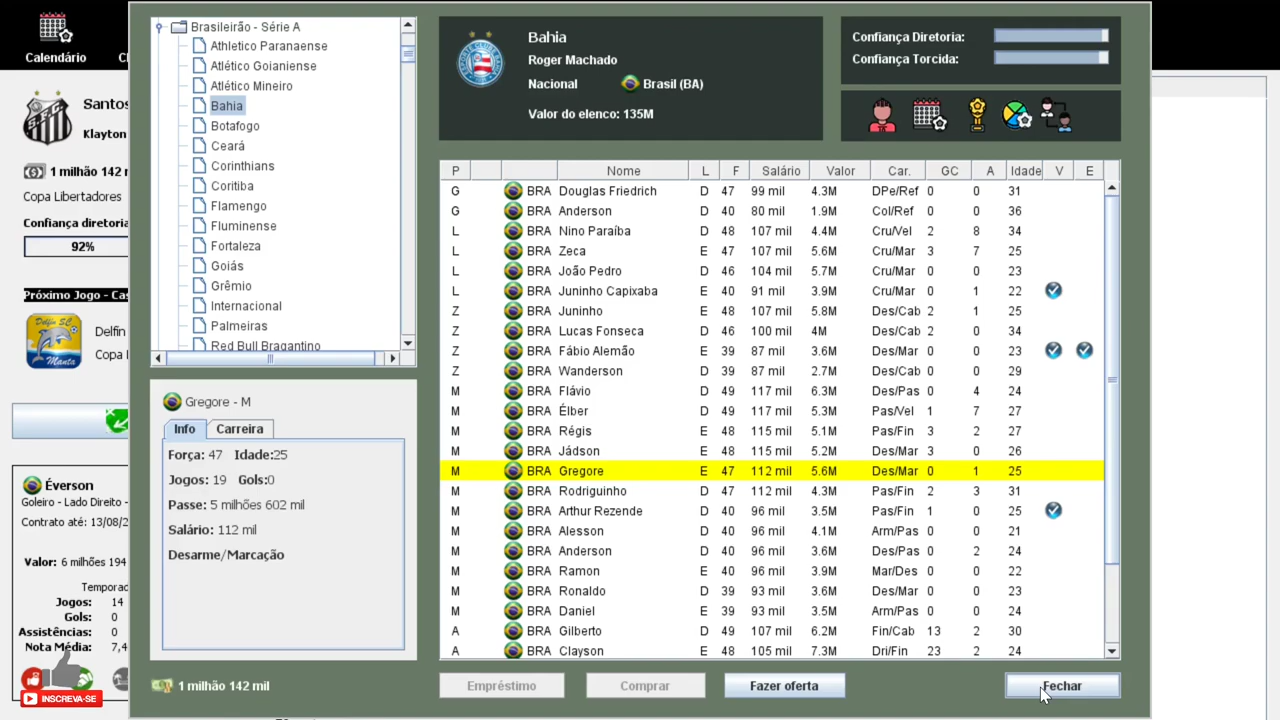 Calendário
Santos
Klayton
1 milhão 142
Copa Libertadores
Confiança diretoria
92%
Próximo Jogo - Cas
Delfin SC
Manta
Delfin
Copa
Éverson
Goleiro - Lado Direito -
Contrato até: 13/08/2
Valor: 6 milhões 194
Temporad
Jogos: 14
Gols: 0
Assistências: 0
Nota Média: 7,4
INSCREVA-SE
Brasileirão - Série A
Athletico Paranaense
Atlético Goianiense
Atlético Mineiro
Bahia
Botafogo
Ceará
Corinthians
Coritiba
Flamengo
Fluminense
Fortaleza
Goiás
Grêmio
Internacional
Palmeiras
Red Bull Bragantino
Gregore - M
Info Carreira
Força: 47 Idade:25
Jogos: 19 Gols:0
Passe: 5 milhões 602 mil
Salário: 112 mil
Desarme/Marcação
1 milhão 142 mil
Bahia
Roger Machado
Nacional Brasil (BA)
Valor do elenco: 135M
Confiança Diretoria:
Confiança Torcida:
P Nome L F Salário Valor Car. GC A Idade V E
G BRA Douglas Friedrich D 47 99 mil 4.3M DPe/Ref 0 0 31
G BRA Anderson D 40 80 mil 1.9M Col/Ref 0 0 36
L BRA Nino Paraíba D 48 107 mil 4.4M Cru/Vel 2 8 34
L BRA Zeca E 47 107 mil 5.6M Cru/Mar 3 7 25
L BRA João Pedro D 46 104 mil 5.7M Cru/Mar 0 0 23
L BRA Juninho Capixaba E 40 91 mil 3.9M Cru/Mar 0 1 22
Z BRA Juninho E 48 107 mil 5.8M Des/Cab 2 1 25
Z BRA Lucas Fonseca D 46 100 mil 4M Des/Cab 2 0 34
Z BRA Fábio Alemão E 39 87 mil 3.6M Des/Mar 0 0 23
Z BRA Wanderson D 39 87 mil 2.7M Des/Cab 2 0 29
M BRA Flávio D 49 117 mil 6.3M Des/Pas 0 4 24
M BRA Élber D 49 117 mil 5.3M Pas/Vel 1 7 27
M BRA Régis E 48 115 mil 5.1M Pas/Fin 3 2 27
M BRA Jádson E 48 115 mil 5.2M Des/Mar 3 0 26
M BRA Gregore E 47 112 mil 5.6M Des/Mar 0 1 25
M BRA Rodriguinho D 47 112 mil 4.3M Pas/Fin 2 3 31
M BRA Arthur Rezende D 40 96 mil 3.5M Pas/Fin 1 0 25
M BRA Alesson D 40 96 mil 4.1M Arm/Pas 0 0 21
M BRA Anderson D 40 96 mil 3.6M Des/Pas 0 2 24
M BRA Ramon E 40 96 mil 3.9M Mar/Des 0 0 22
M BRA Ronaldo D 39 93 mil 3.5M Des/Mar 0 0 23
M BRA Daniel E 39 93 mil 3.5M Arm/Pas 0 0 24
A BRA Gilberto D 49 107 mil 6.2M Fin/Cab 13 2 30
A BRA Clayson E 48 105 mil 7.3M Dri/Fin 23 2 24
Empréstimo Comprar Fazer oferta Fechar